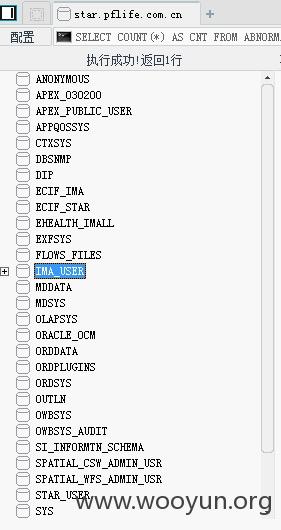 star.pflife.com.cn
配置 SELECT COUNT(*) AS CNT FROM ABNORM
执行成功!返回1行
ANONYMOUS
APEX_030200
APEX_PUBLIC_USER
APPQOSSYS
CTXSYS
DBSNMP
DIP
ECIF_IMA
ECIF_STAR
EHEALTH_IMALL
EXFSYS
FLOWS_FILES
IMA_USER
MDDATA
MDSYS
OLAPSYS
ORACLE_OCM
ORDDATA
ORDPLUGINS
ORDSYS
OUTLN
OWBSYS
OWBSYS_AUDIT
SI_INFORMTN_SCHEMA
SPATIAL_CSW_ADMIN_USR
SPATIAL_WFS_ADMIN_USR
STAR_USER
SYS
www.wooyun.org